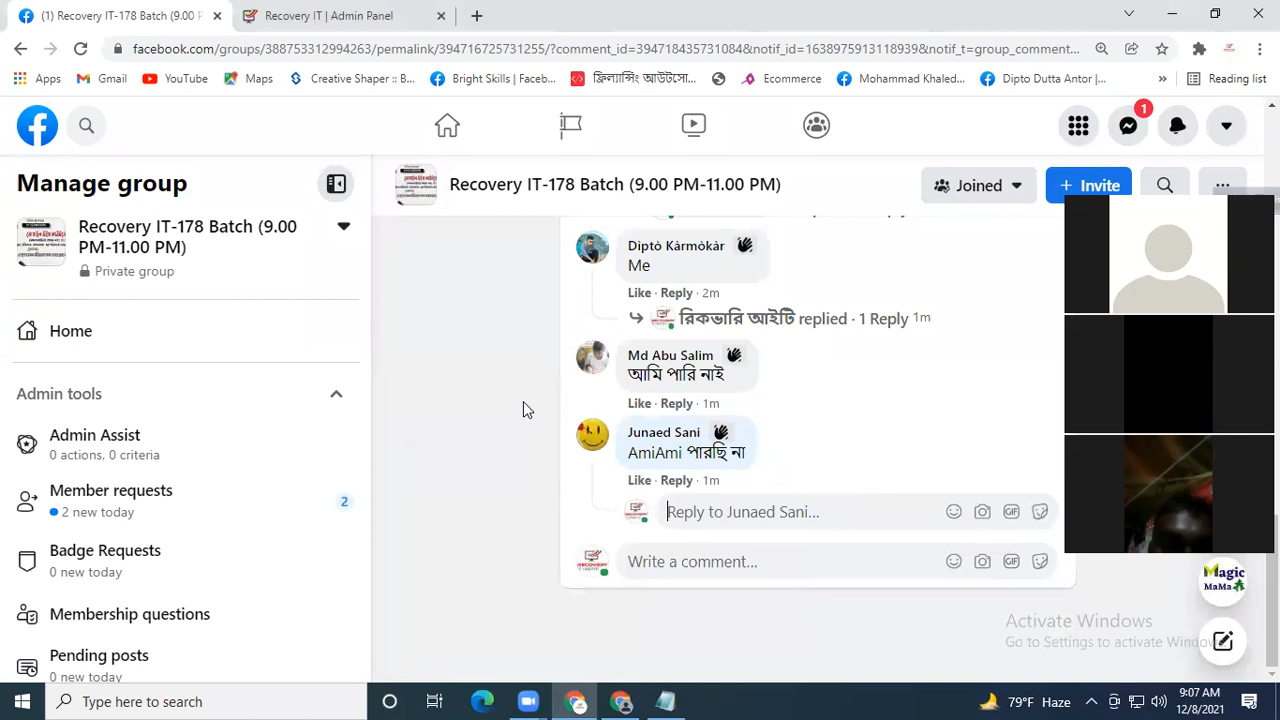 (1) Recovery IT-178 Batch (9.00 P
Recovery IT | Admin Panel
facebook.com/groups/388753312994263/permalink/394716725731255/?comment_id=394718435731084&notif_id=1638975913118939&notif_t=group_comment...
Apps
Gmail
YouTube
Maps
Creative Shaper :: B...
Bright Skills | Faceb...
ফ্রিল্যান্সিং আউটসো...
Ecommerce
Mohammad Khaled...
Dipto Dutta Antor |...
»
Reading list
1
Manage group
Recovery IT-178 Batch (9.00 PM-11.00 PM)
Joined
+ Invite
Recovery IT-178 Batch (9.00
PM-11.00 PM)
Private group
Home
Admin tools
Admin Assist
0 actions, 0 criteria
Member requests
2 new today
2
Badge Requests
0 new today
Membership questions
Pending posts
0 new today
Dipto Karmokar
Me
Like · Reply · 2m
রিকভারি আইটি replied · 1 Reply 1m
Md Abu Salim
আমি পারি নাই
Like · Reply · 1m
Junaed Sani
AmiAmi পারছি না
Like · Reply · 1m
Reply to Junaed Sani...
GIF
Write a comment...
GIF
Magic
MaMa
Activate Windows
Go to Settings to activate Windows
Type here to search
79°F Haze
9:07 AM
12/8/2021